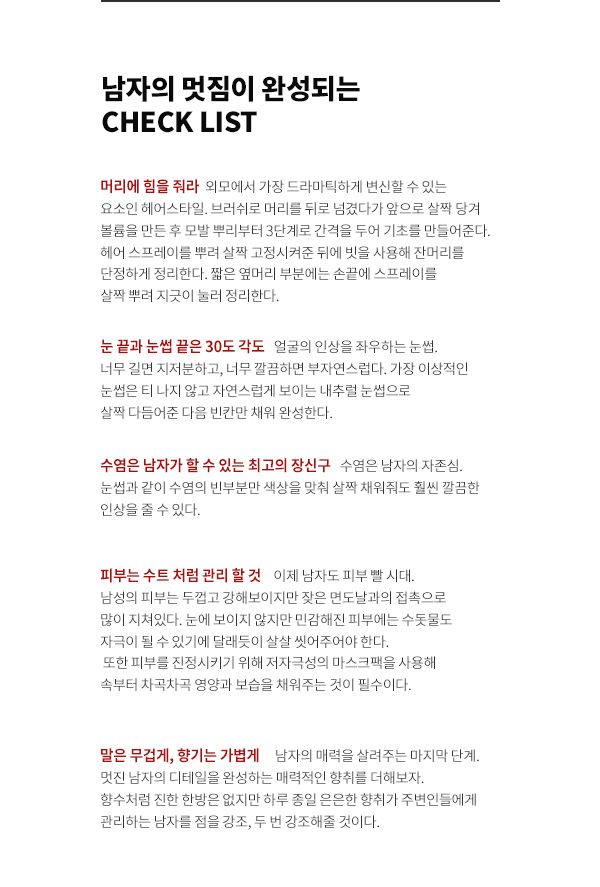 남자의 멋짐이 완성되는
CHECK LIST
머리에 힘을 줘라 외모에서 가장 드라마틱하게 변신할 수 있는
요소인 헤어스타일. 브러쉬로 머리를 뒤로 넘겼다가 앞으로 살짝 당겨
볼륨을 만든 후 모발 뿌리부터 3단계로 간격을 두어 기초를 만들어준다.
헤어 스프레이를 뿌려 살짝 고정시켜준 뒤에 빗을 사용해 잔머리를
단정하게 정리한다. 짧은 옆머리 부분에는 손끝에 스프레이를
살짝 뿌려 지긋이 눌러 정리한다.
눈 끝과 눈썹 끝은 30도 각도 얼굴의 인상을 좌우하는 눈썹.
너무 길면 지저분하고, 너무 깔끔하면 부자연스럽다. 가장 이상적인
눈썹은 티 나지 않고 자연스럽게 보이는 내추럴 눈썹으로
살짝 다듬어준 다음 빈칸만 채워 완성한다.
수염은 남자가 할 수 있는 최고의 장신구 수염은 남자의 자존심.
눈썹과 같이 수염의 빈부분만 색상을 맞춰 살짝 채워줘도 훨씬 깔끔한
인상을 줄 수 있다.
피부는 수트 처럼 관리 할 것 이제 남자도 피부 빨 시대.
남성의 피부는 두껍고 강해보이지만 잦은 면도날과의 접촉으로
많이 지쳐있다. 눈에 보이지 않지만 민감해진 피부에는 수돗물도
자극이 될 수 있기에 달래듯이 살살 씻어주어야 한다.
또한 피부를 진정시키기 위해 저자극성의 마스크팩을 사용해
속부터 차곡차곡 영양과 보습을 채워주는 것이 필수이다.
말은 무겁게, 향기는 가볍게 남자의 매력을 살려주는 마지막 단계.
멋진 남자의 디테일을 완성하는 매력적인 향취를 더해보자.
향수처럼 진한 한방은 없지만 하루 종일 은은한 향취가 주변인들에게
관리하는 남자를 점을 강조, 두 번 강조해줄 것이다.